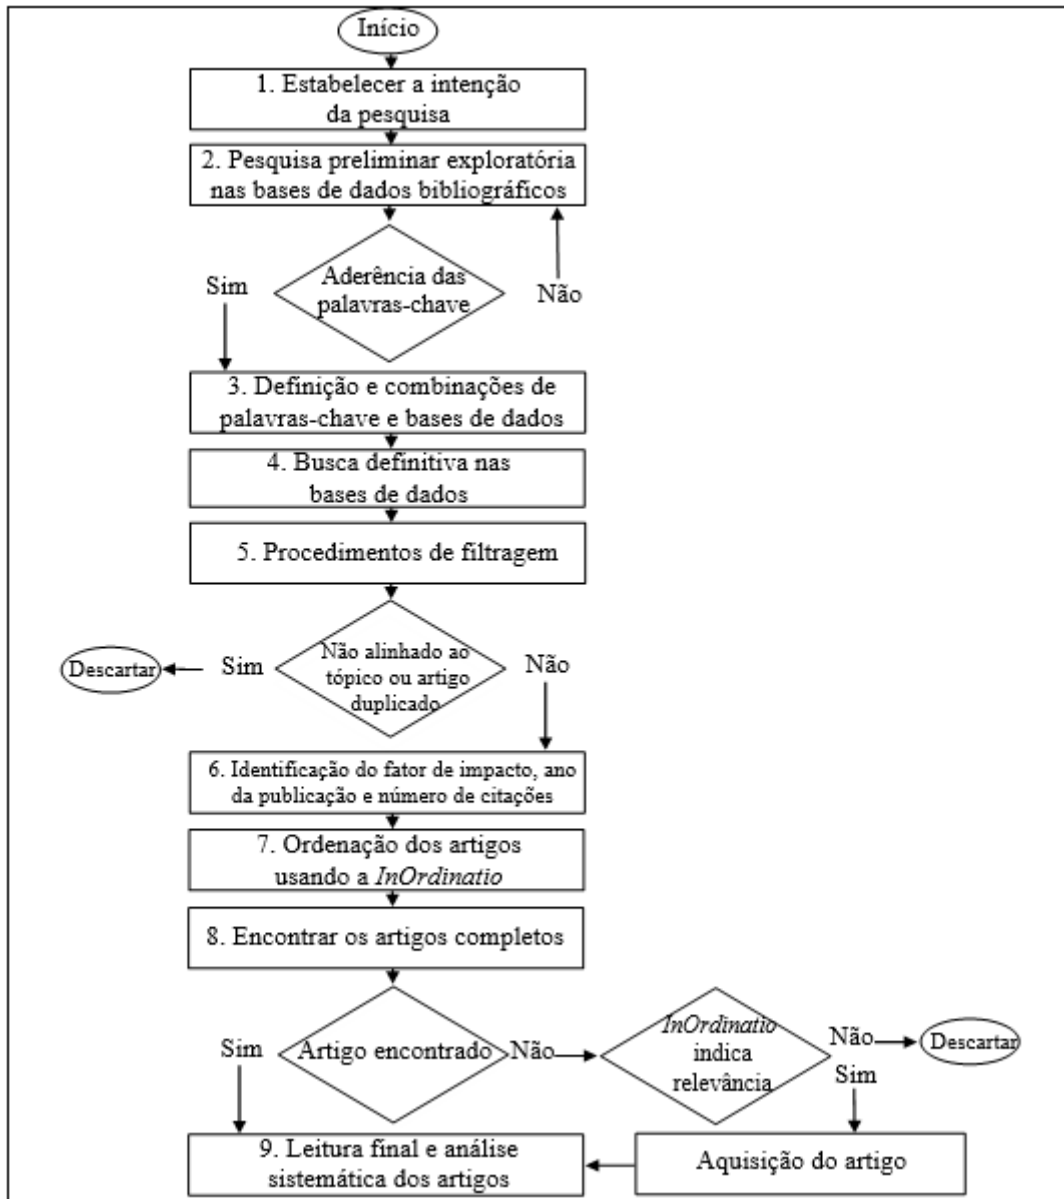 Início
1. Estabelecer a intenção
da pesquisa
2. Pesquisa preliminar exploratória
nas bases de dados bibliográficos
Aderência das
palavras-chave
Sim
Não
3. Definição e combinações de
palavras-chave e bases de dados
4. Busca definitiva nas
bases de dados
5. Procedimentos de filtragem
Não alinhado ao
tópico ou artigo
duplicado
Descartar
Sim
Não
6. Identificação do fator de impacto, ano
da publicação e número de citações
7. Ordenação dos artigos
usando a InOrdinatio
8. Encontrar os artigos completos
Sim
Artigo encontrado
Não
InOrdinatio
indica
relevância
Não
Descartar
Sim
9. Leitura final e análise
sistemática dos artigos
Aquisição do artigo